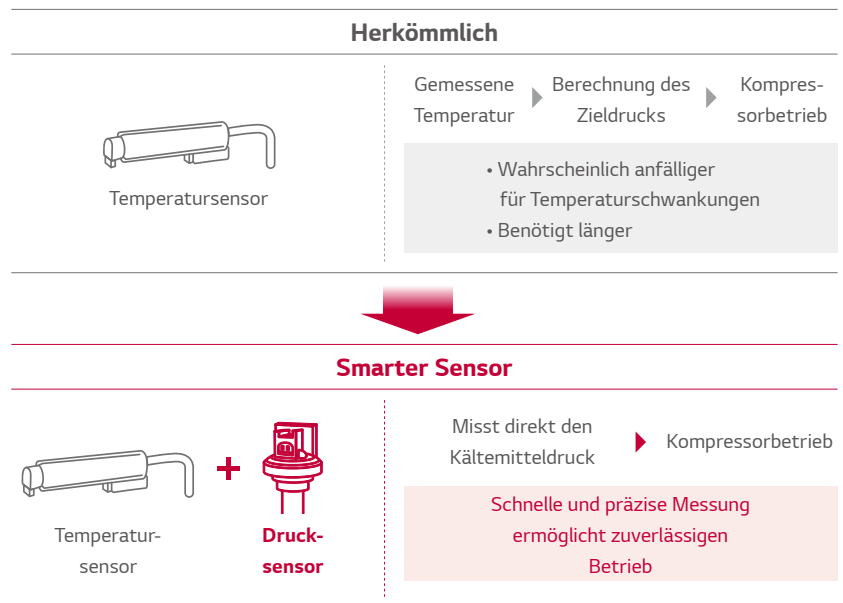 Herkömmlich
Temperatursensor
Gemessene
Temperatur
Berechnung des
Zieldrucks
Kompres-
sorbetrieb
• Wahrscheinlich anfälliger
für Temperaturschwankungen
• Benötigt länger
Smarter Sensor
Temperatur-
sensor
Druck-
sensor
Misst direkt den
Kältemitteldruck
Kompressorbetrieb
Schnelle und präzise Messung
ermöglicht zuverlässigen
Betrieb